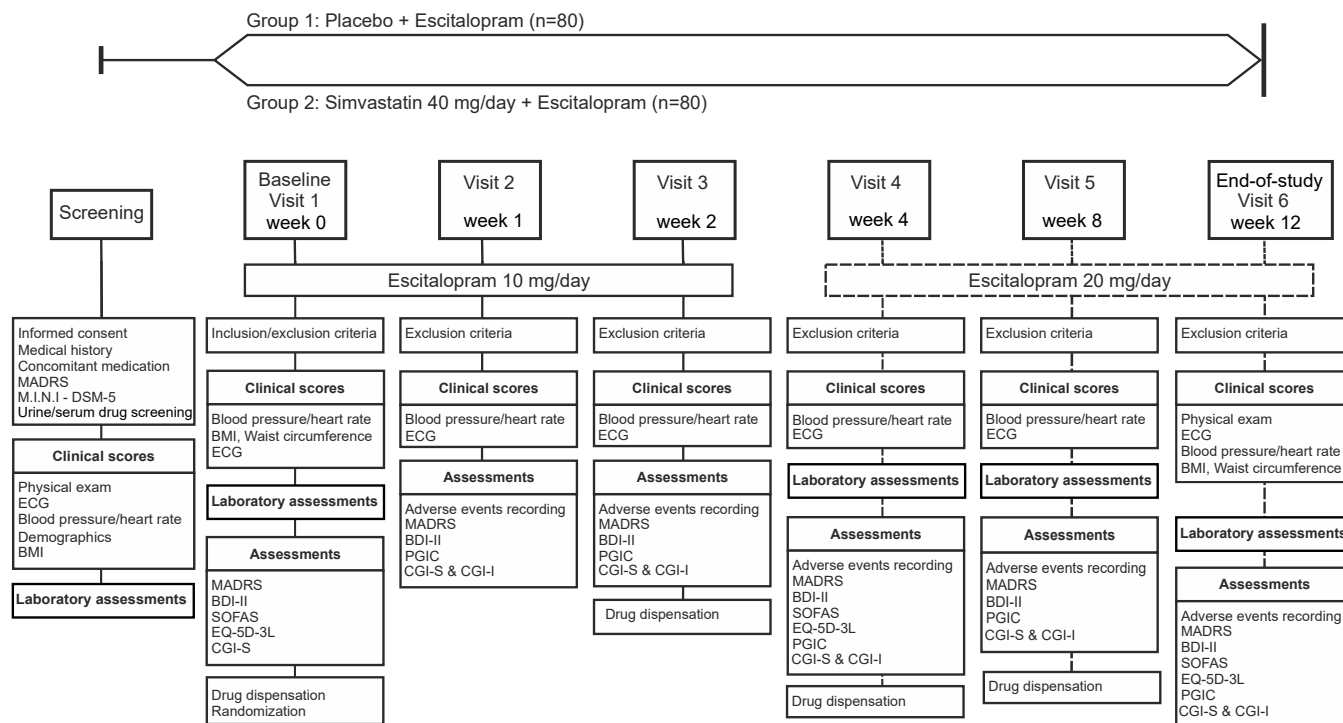 Group 1: Placebo + Escitalopram (n=80)
Group 2: Simvastatin 40 mg/day + Escitalopram (n=80)
Screening
Baseline
Visit 1
week 0
Visit 2
week 1
Visit 3
week 2
Visit 4
week 4
Visit 5
week 8
End-of-study
Visit 6
week 12
Escitalopram 10 mg/day
Escitalopram 20 mg/day
Informed consent
Medical history
Concomitant medication
MADRS
M.I.N.I - DSM-5
Urine/serum drug screening
Clinical scores
Physical exam
ECG
Blood pressure/heart rate
Demographics
BMI
Laboratory assessments
Inclusion/exclusion criteria
Clinical scores
Blood pressure/heart rate
BMI, Waist circumference
ECG
Laboratory assessments
Assessments
MADRS
BDI-II
SOFAS
EQ-5D-3L
CGI-S
Drug dispensation
Randomization
Exclusion criteria
Clinical scores
Blood pressure/heart rate
ECG
Assessments
Adverse events recording
MADRS
BDI-II
PGIC
CGI-S & CGI-I
Exclusion criteria
Clinical scores
Blood pressure/heart rate
ECG
Assessments
Adverse events recording
MADRS
BDI-II
PGIC
CGI-S & CGI-I
Drug dispensation
Exclusion criteria
Clinical scores
Blood pressure/heart rate
ECG
Laboratory assessments
Assessments
Adverse events recording
MADRS
BDI-II
SOFAS
EQ-5D-3L
PGIC
CGI-S & CGI-I
Drug dispensation
Exclusion criteria
Clinical scores
Blood pressure/heart rate
ECG
Laboratory assessments
Assessments
Adverse events recording
MADRS
BDI-II
PGIC
CGI-S & CGI-I
Drug dispensation
Exclusion criteria
Clinical scores
Physical exam
ECG
Blood pressure/heart rate
BMI, Waist circumference
Laboratory assessments
Assessments
Adverse events recording
MADRS
BDI-II
SOFAS
EQ-5D-3L
PGIC
CGI-S & CGI-I